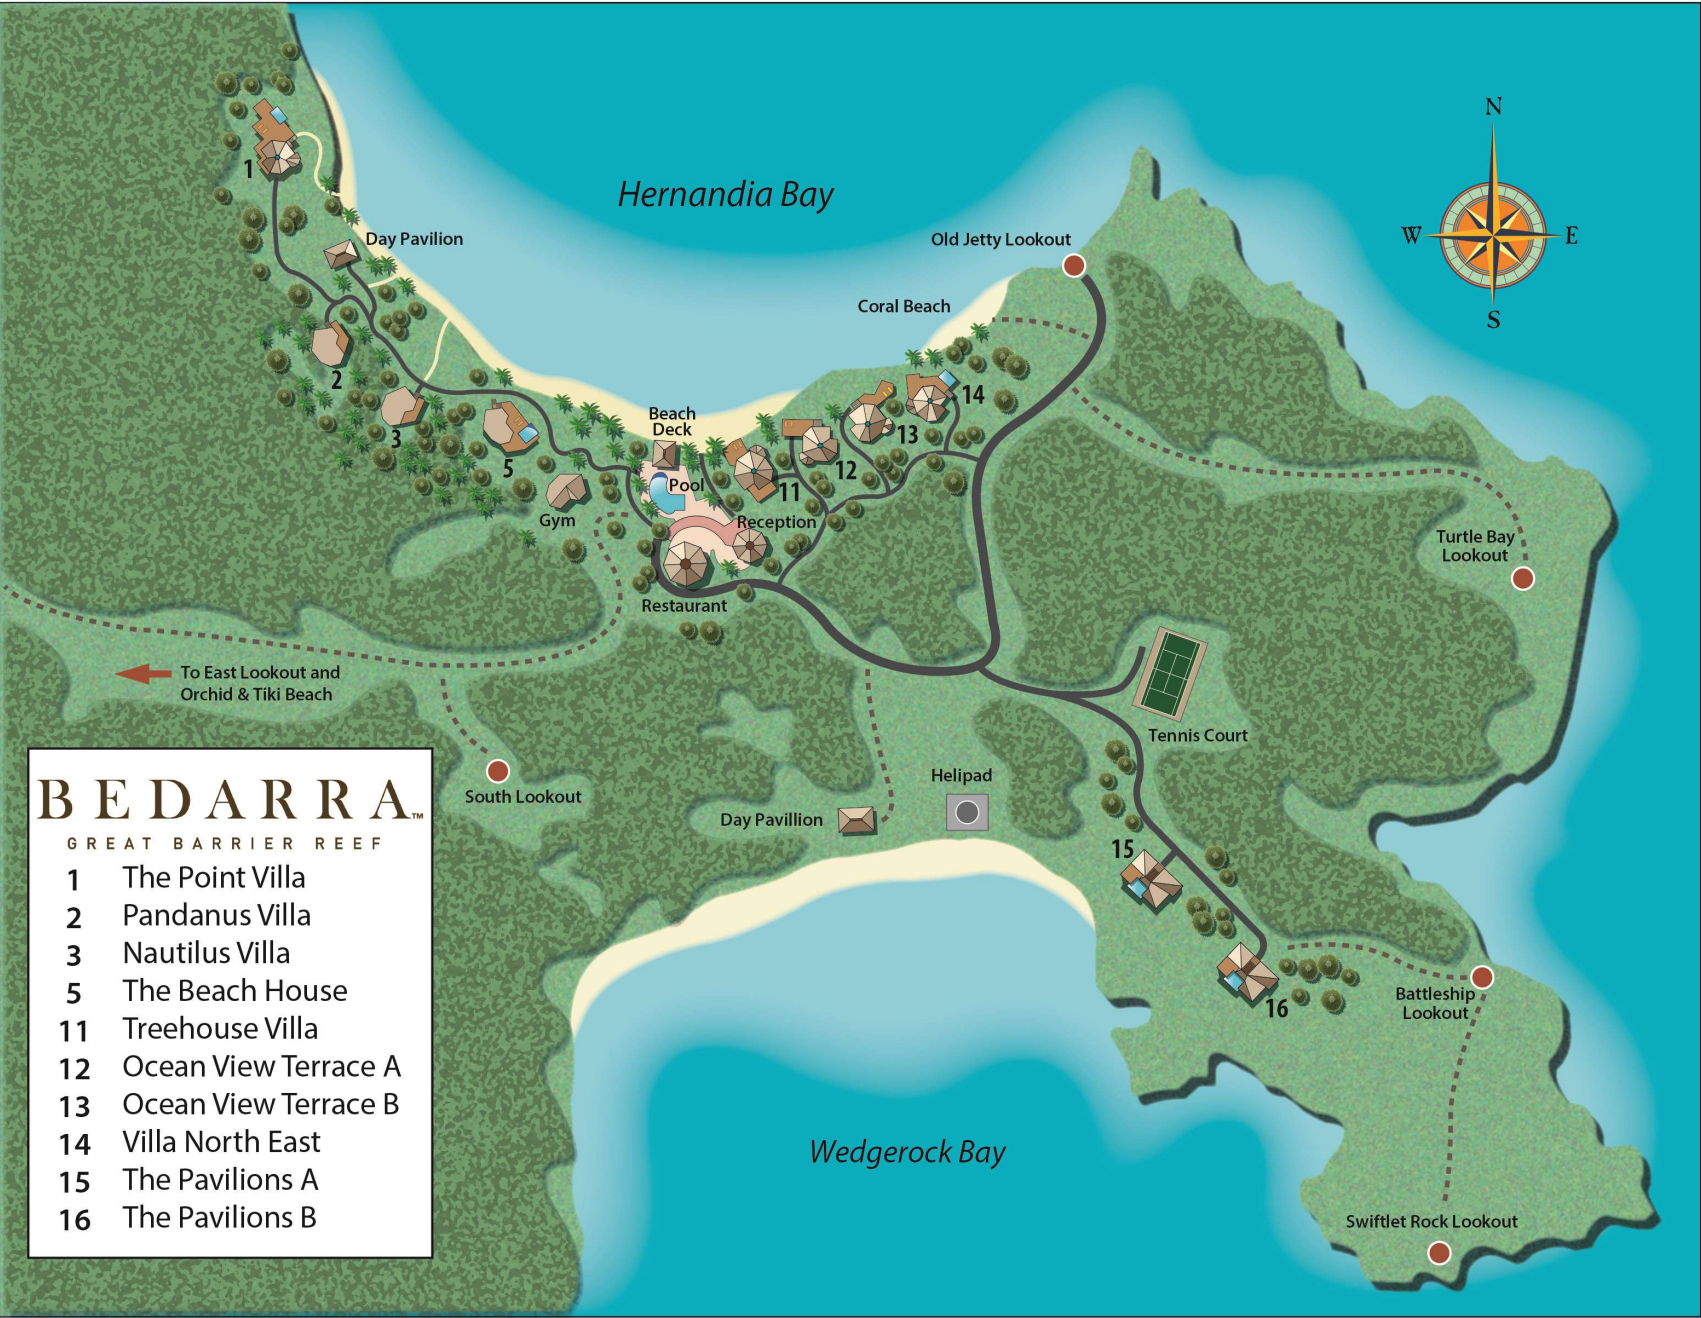 N
W
E
S
Hernandia Bay
1
Day Pavilion
Old Jetty Lookout
Coral Beach
2
3
5
Gym
Beach
Deck
Pool
Reception
Restaurant
11
12
13
14
Turtle Bay
Lookout
To East Lookout and
Orchid & Tiki Beach
South Lookout
Tennis Court
Helipad
Day Pavillion
15
16
Battleship
Lookout
Wedgerock Bay
Swiftlet Rock Lookout
BEDARRA™
GREAT BARRIER REEF
1 The Point Villa
2 Pandanus Villa
3 Nautilus Villa
5 The Beach House
11 Treehouse Villa
12 Ocean View Terrace A
13 Ocean View Terrace B
14 Villa North East
15 The Pavilions A
16 The Pavilions B